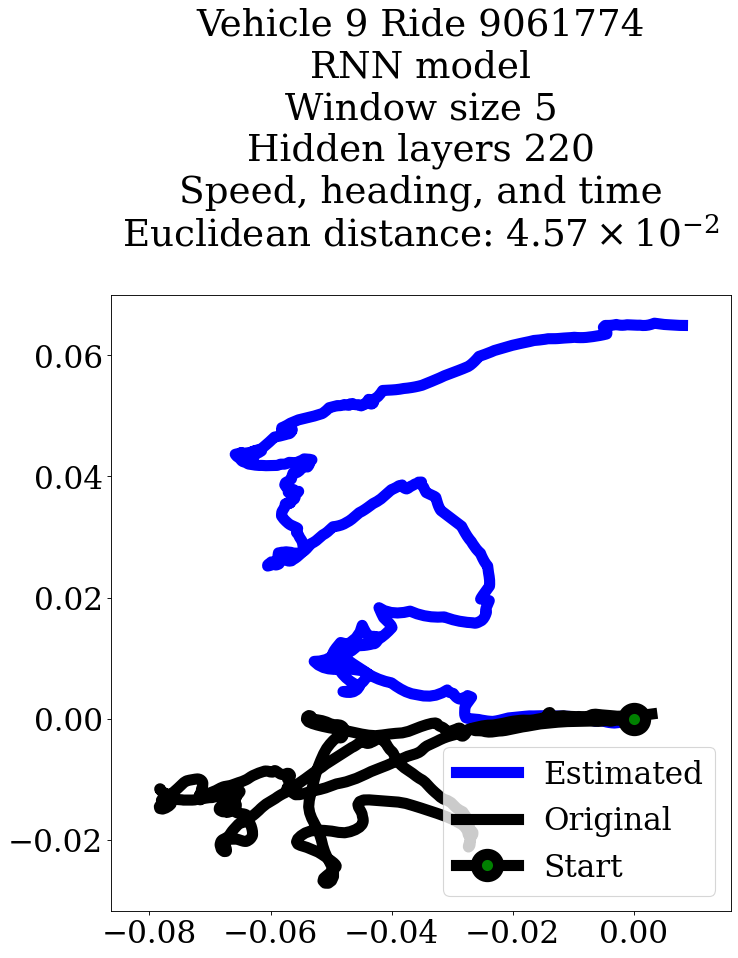 Vehicle 9 Ride 9061774
RNN model
Window size 5
Hidden layers 220
Speed, heading, and time
Euclidean distance: 4.57 × 10⁻²
0.06
0.04
0.02
0.00
−0.02
Estimated
Original
Start
−0.08 −0.06 −0.04 −0.02 0.00